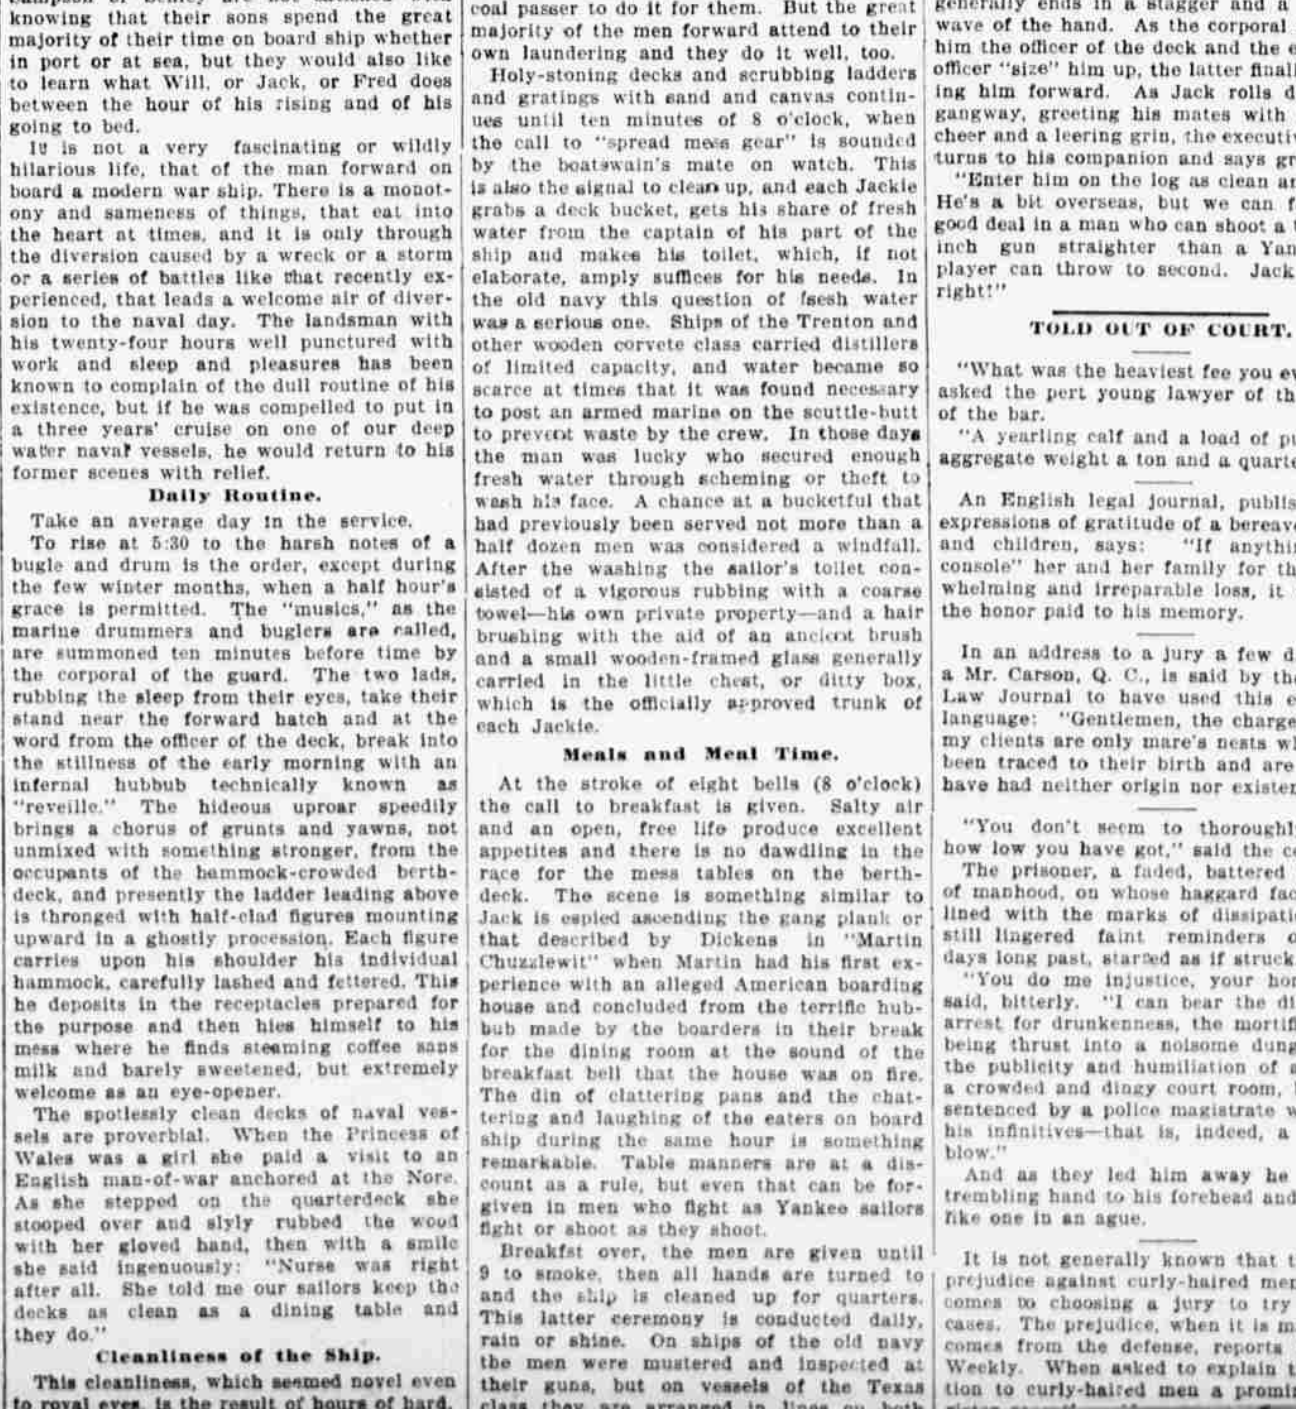 knowing that their sons spend the great
majority of their time on board ship whether
in port or at sea, but they would also like
to learn what Will, or Jack, or Fred does
between the hour of his rising and of his
going to bed.
It is not a very fascinating or wildly
hilarious life, that of the man forward on
board a modern war ship. There is a monot-
ony and sameness of things, that eat into
the heart at times, and it is only through
the diversion caused by a wreck or a storm
or a series of battles like that recently ex-
perienced, that leads a welcome air of diver-
sion to the naval day. The landsman with
his twenty-four hours well punctured with
work and sleep and pleasures has been
known to complain of the dull routine of his
existence, but if he was compelled to put in
a three years' cruise on one of our deep
water naval vessels, he would return to his
former scenes with relief.
Daily Routine.
Take an average day in the service.
To rise at 5:30 to the harsh notes of a
bugle and drum is the order, except during
the few winter months, when a half hour's
grace is permitted. The "musics," as the
marine drummers and buglers are called,
are summoned ten minutes before time by
the corporal of the guard. The two lads,
rubbing the sleep from their eyes, take their
stand near the forward hatch and at the
word from the officer of the deck, break into
the stillness of the early morning with an
infernal hubbub technically known as
"reveille." The hideous uproar speedily
brings a chorus of grunts and yawns, not
unmixed with something stronger, from the
occupants of the hammock-crowded berth-
deck, and presently the ladder leading above
is thronged with half-clad figures mounting
upward in a ghostly procession. Each figure
carries upon his shoulder his individual
hammock, carefully lashed and fettered. This
he deposits in the receptacles prepared for
the purpose and then hies himself to his
mess where he finds steaming coffee sans
milk and barely sweetened, but extremely
welcome as an eye-opener.
The spotlessly clean decks of naval ves-
sels are proverbial. When the Princess of
Wales was a girl she paid a visit to an
English man-of-war anchored at the Nore.
As she stepped on the quarterdeck she
stooped over and slyly rubbed the wood
with her gloved hand, then with a smile
she said ingenuously: "Nurse was right
after all. She told me our sailors keep the
decks as clean as a dining table and
they do."
Cleanliness of the Ship.
This cleanliness, which seemed novel even
to royal eyes, is the result of hours of hard,
coal passer to do it for them. But the great
majority of the men forward attend to their
own laundering and they do it well, too.
Holy-stoning decks and scrubbing ladders
and gratings with sand and canvas contin-
ues until ten minutes of 8 o'clock, when
the call to "spread mess gear" is sounded
by the boatswain's mate on watch. This
is also the signal to clean up, and each Jackie
grabs a deck bucket, gets his share of fresh
water from the captain of his part of the
ship and makes his toilet, which, if not
elaborate, amply suffices for his needs. In
the old navy this question of fsesh water
was a serious one. Ships of the Trenton and
other wooden corvete class carried distillers
of limited capacity, and water became so
scarce at times that it was found necessary
to post an armed marine on the scuttle-butt
to prevent waste by the crew. In those days
the man was lucky who secured enough
fresh water through scheming or theft to
wash his face. A chance at a bucketful that
had previously been served not more than a
half dozen men was considered a windfall.
After the washing the sailor's toilet con-
sisted of a vigorous rubbing with a coarse
towel—his own private property—and a hair
brushing with the aid of an ancient brush
and a small wooden-framed glass generally
carried in the little chest, or ditty box,
which is the officially approved trunk of
each Jackie.
Meals and Meal Time.
At the stroke of eight bells (8 o'clock)
the call to breakfast is given. Salty air
and an open, free life produce excellent
appetites and there is no dawdling in the
race for the mess tables on the berth-
deck. The scene is something similar to
Jack is espied ascending the gang plank or
that described by Dickens in "Martin
Chuzzlewit" when Martin had his first ex-
perience with an alleged American boarding
house and concluded from the terrific hub-
bub made by the boarders in their break
for the dining room at the sound of the
breakfast bell that the house was on fire.
The din of clattering pans and the chat-
tering and laughing of the eaters on board
ship during the same hour is something
remarkable. Table manners are at a dis-
count as a rule, but even that can be for-
given in men who fight as Yankee sailors
fight or shoot as they shoot.
Breakfst over, the men are given until
9 to smoke, then all hands are turned to
and the ship is cleaned up for quarters.
This latter ceremony is conducted daily,
rain or shine. On ships of the old navy
the men were mustered and inspected at
their guns, but on vessels of the Texas
class they are arranged in lines on both
generally ends in a stagger and a
wave of the hand. As the corporal
him the officer of the deck and the e
officer "size" him up, the latter finall
ing him forward. As Jack rolls d
gangway, greeting his mates with
cheer and a leering grin, the executiv
turns to his companion and says gr
"Enter him on the log as clean an
He's a bit overseas, but we can f
good deal in a man who can shoot a t
inch gun straighter than a Yan
player can throw to second. Jack
right!"
TOLD OUT OF COURT.
"What was the heaviest fee you ev
asked the pert young lawyer of th
of the bar.
"A yearling calf and a load of pu
aggregate weight a ton and a quarte
An English legal journal, publis
expressions of gratitude of a bereave
and children, says: "If anythin
console" her and her family for th
whelming and irreparable loss, it
the honor paid to his memory.
In an address to a jury a few d
a Mr. Carson, Q. C., is said by the
Law Journal to have used this e
language: "Gentlemen, the charge
my clients are only mare's nests wh
been traced to their birth and are
have had neither origin nor existen
"You don't seem to thoroughly
how low you have got," said the co
The prisoner, a faded, battered
of manhood, on whose haggard fac
lined with the marks of dissipatio
still lingered faint reminders o
days long past, started as if struck.
"You do me injustice, your hon
said, bitterly. "I can bear the di
arrest for drunkenness, the mortifi
being thrust into a noisome dung
the publicity and humiliation of a
a crowded and dingy court room,
sentenced by a police magistrate w
his infinitives—that is, indeed, a
blow."
And as they led him away he
trembling hand to his forehead and
like one in an ague.
It is not generally known that t
prejudice against curly-haired men
comes to choosing a jury to try
cases. The prejudice, when it is m
comes from the defense, reports
Weekly. When asked to explain t
tion to curly-haired men a promin